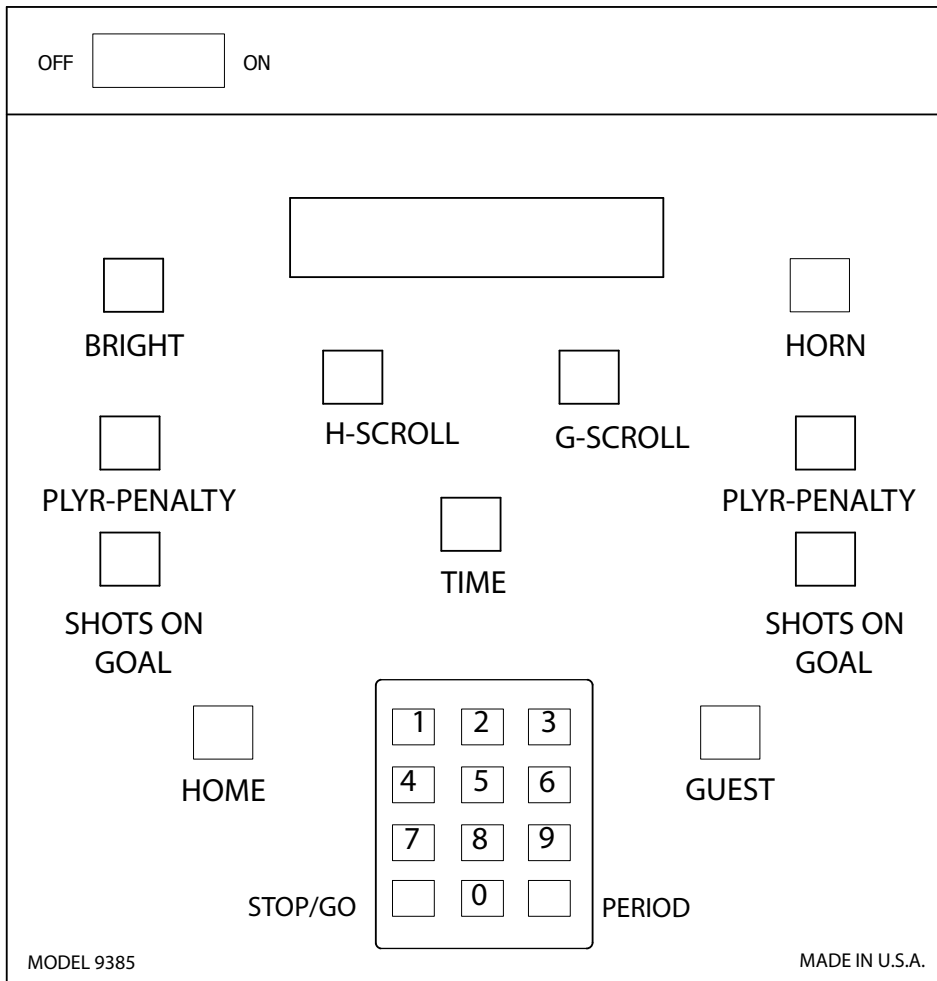 OFF ON
BRIGHT HORN
H-SCROLL G-SCROLL
PLYR-PENALTY PLYR-PENALTY
TIME
SHOTS ON SHOTS ON
GOAL GOAL
1 2 3
HOME 4 5 6 GUEST
7 8 9
STOP/GO 0 PERIOD
MODEL 9385 MADE IN U.S.A.